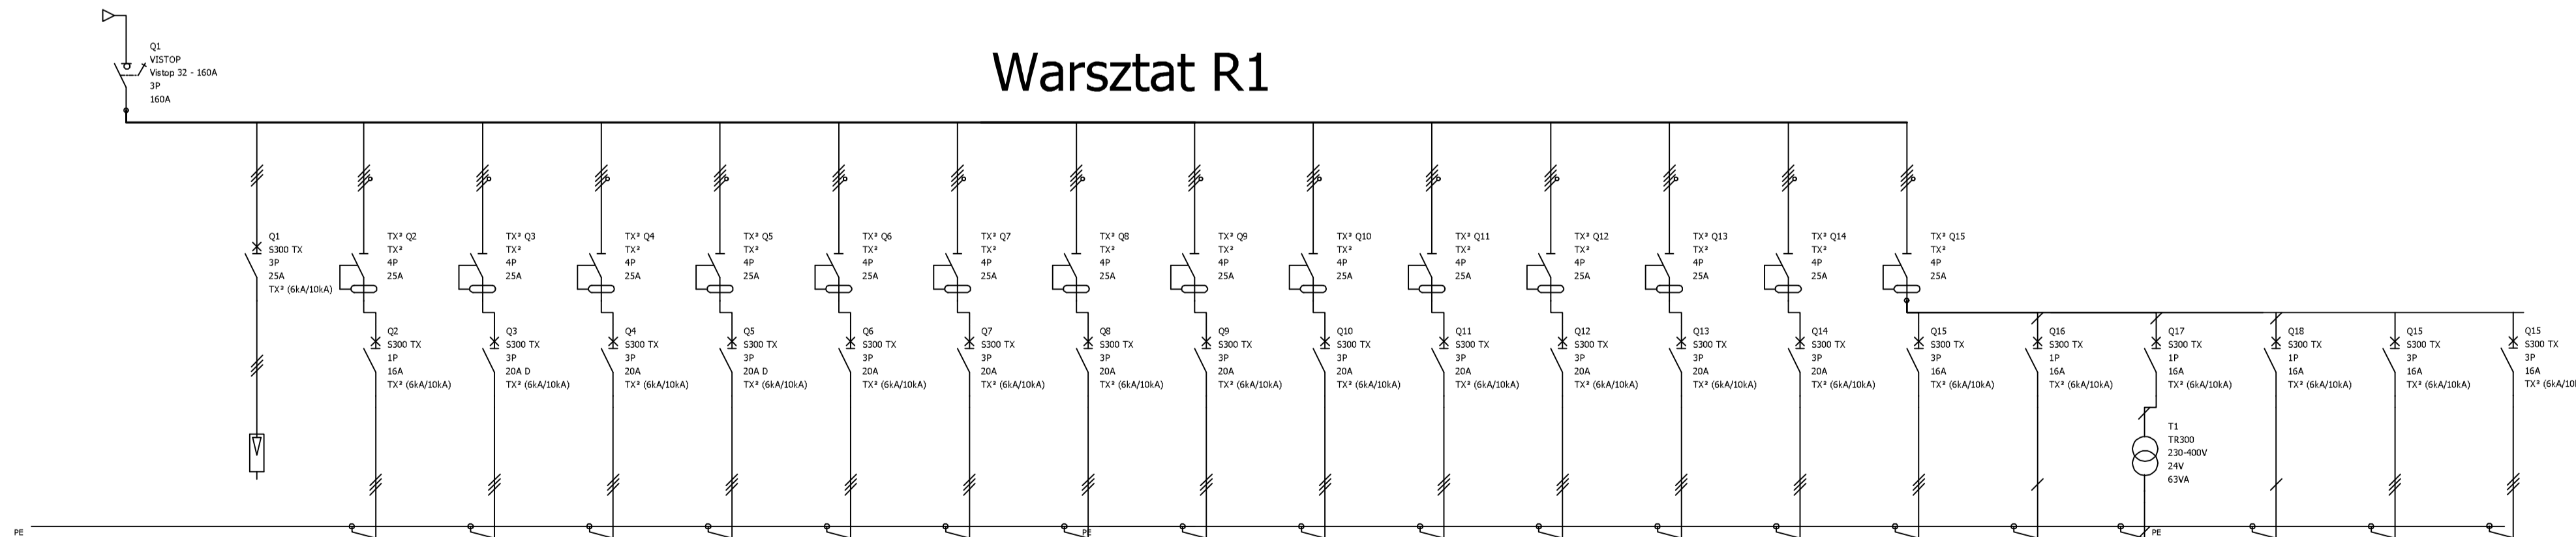 Q1
VISTOP
Vistop 32 - 160A
3P
160A
Warsztat R1
Q1
S300 TX
3P
25A
TX³ (6kA/10kA)
TX³ Q2
TX³
4P
25A
TX³ Q3
TX³
4P
25A
TX³ Q4
TX³
4P
25A
TX³ Q5
TX³
4P
25A
TX³ Q6
TX³
4P
25A
TX³ Q7
TX³
4P
25A
TX³ Q8
TX³
4P
25A
TX³ Q9
TX³
4P
25A
TX³ Q10
TX³
4P
25A
TX³ Q11
TX³
4P
25A
TX³ Q12
TX³
4P
25A
TX³ Q13
TX³
4P
25A
TX³ Q14
TX³
4P
25A
TX³ Q15
TX³
4P
25A
Q2
S300 TX
1P
16A
TX³ (6kA/10kA)
Q3
S300 TX
3P
20A D
TX³ (6kA/10kA)
Q4
S300 TX
3P
20A
TX³ (6kA/10kA)
Q5
S300 TX
3P
20A D
TX³ (6kA/10kA)
Q6
S300 TX
3P
20A
TX³ (6kA/10kA)
Q7
S300 TX
3P
20A
TX³ (6kA/10kA)
Q8
S300 TX
3P
20A
TX³ (6kA/10kA)
Q9
S300 TX
3P
20A
TX³ (6kA/10kA)
Q10
S300 TX
3P
20A
TX³ (6kA/10kA)
Q11
S300 TX
3P
20A
TX³ (6kA/10kA)
Q12
S300 TX
3P
20A
TX³ (6kA/10kA)
Q13
S300 TX
3P
20A
TX³ (6kA/10kA)
Q14
S300 TX
3P
20A
TX³ (6kA/10kA)
Q15
S300 TX
3P
16A
TX³ (6kA/10kA)
Q16
S300 TX
1P
16A
TX³ (6kA/10kA)
Q17
S300 TX
1P
16A
TX³ (6kA/10kA)
Q18
S300 TX
1P
16A
TX³ (6kA/10kA)
Q15
S300 TX
3P
16A
TX³ (6kA/10kA)
Q15
S300 TX
3P
16A
TX³ (6kA/10
T1
TR300
230-400V
24V
63VA
PE
PE
PE